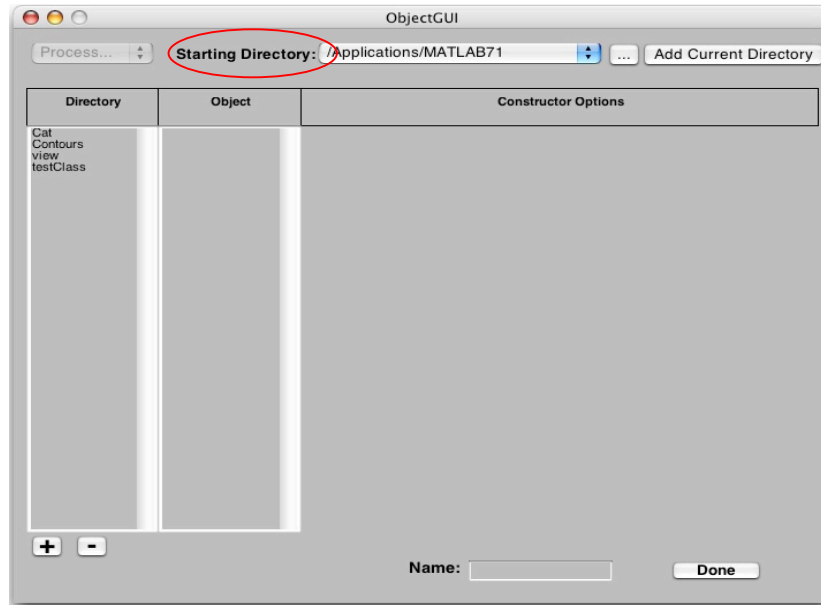 ObjectGUI
Process... Starting Directory: /Applications/MATLAB71 ... Add Current Directory
Directory Object Constructor Options
Cat
Contours
view
testClass
+ -
Name: Done